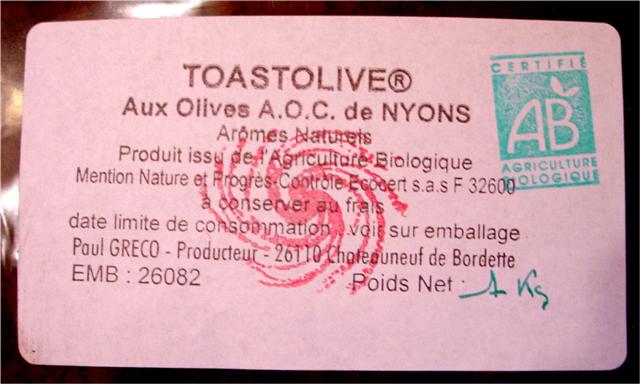 TOASTOLIVE®
Aux Olives A.O.C. de NYONS
Arômes Naturels
Produit issu de l'Agriculture Biologique
Mention Nature et Progrès-Contrôle Ecocert s.a.s F 32600
à conserver au frais
date limite de consommation : voir sur emballage
Paul GRECO - Producteur - 26110 Chateauneuf de Bordette
EMB : 26082
Poids Net : 1 Kg
CERTIFIÉ
AB
AGRICULTURE
BIOLOGIQUE